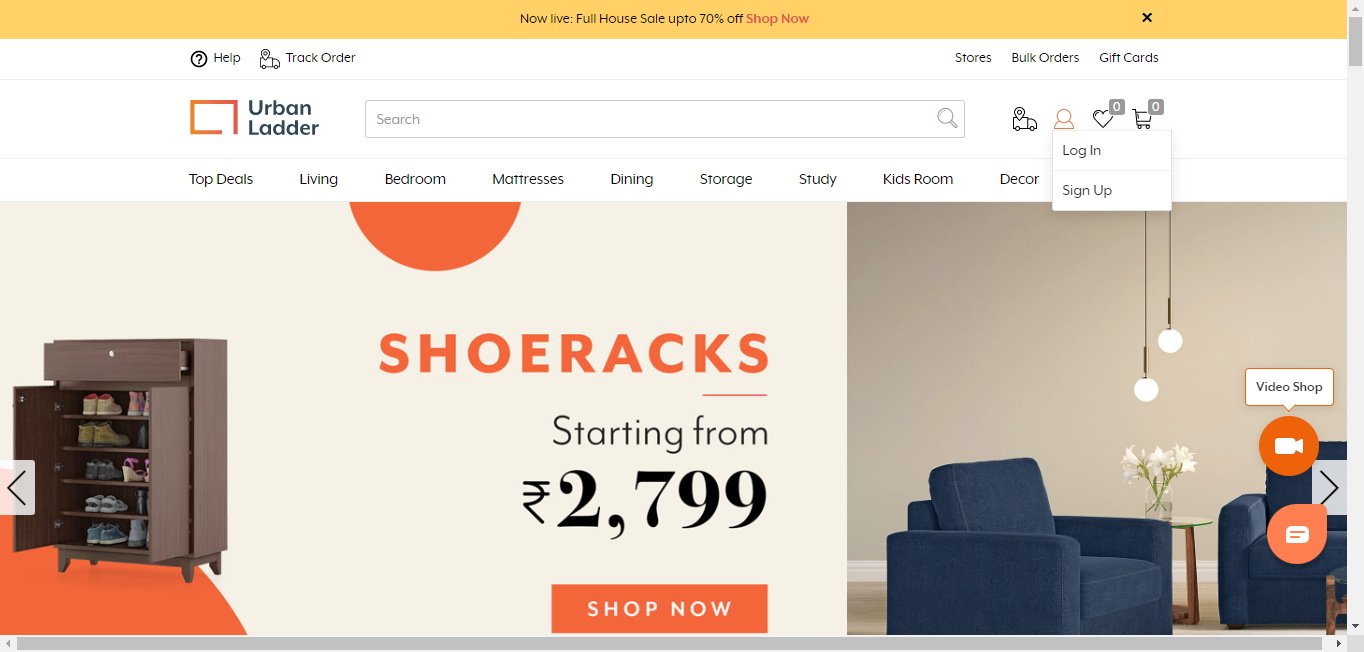 Now live: Full House Sale upto 70% off Shop Now
Help
Track Order
Stores
Bulk Orders
Gift Cards
Urban
Ladder
Search
0
0
Log In
Sign Up
Top Deals
Living
Bedroom
Mattresses
Dining
Storage
Study
Kids Room
Decor
SHOERACKS
Starting from
₹2,799
SHOP NOW
Video Shop